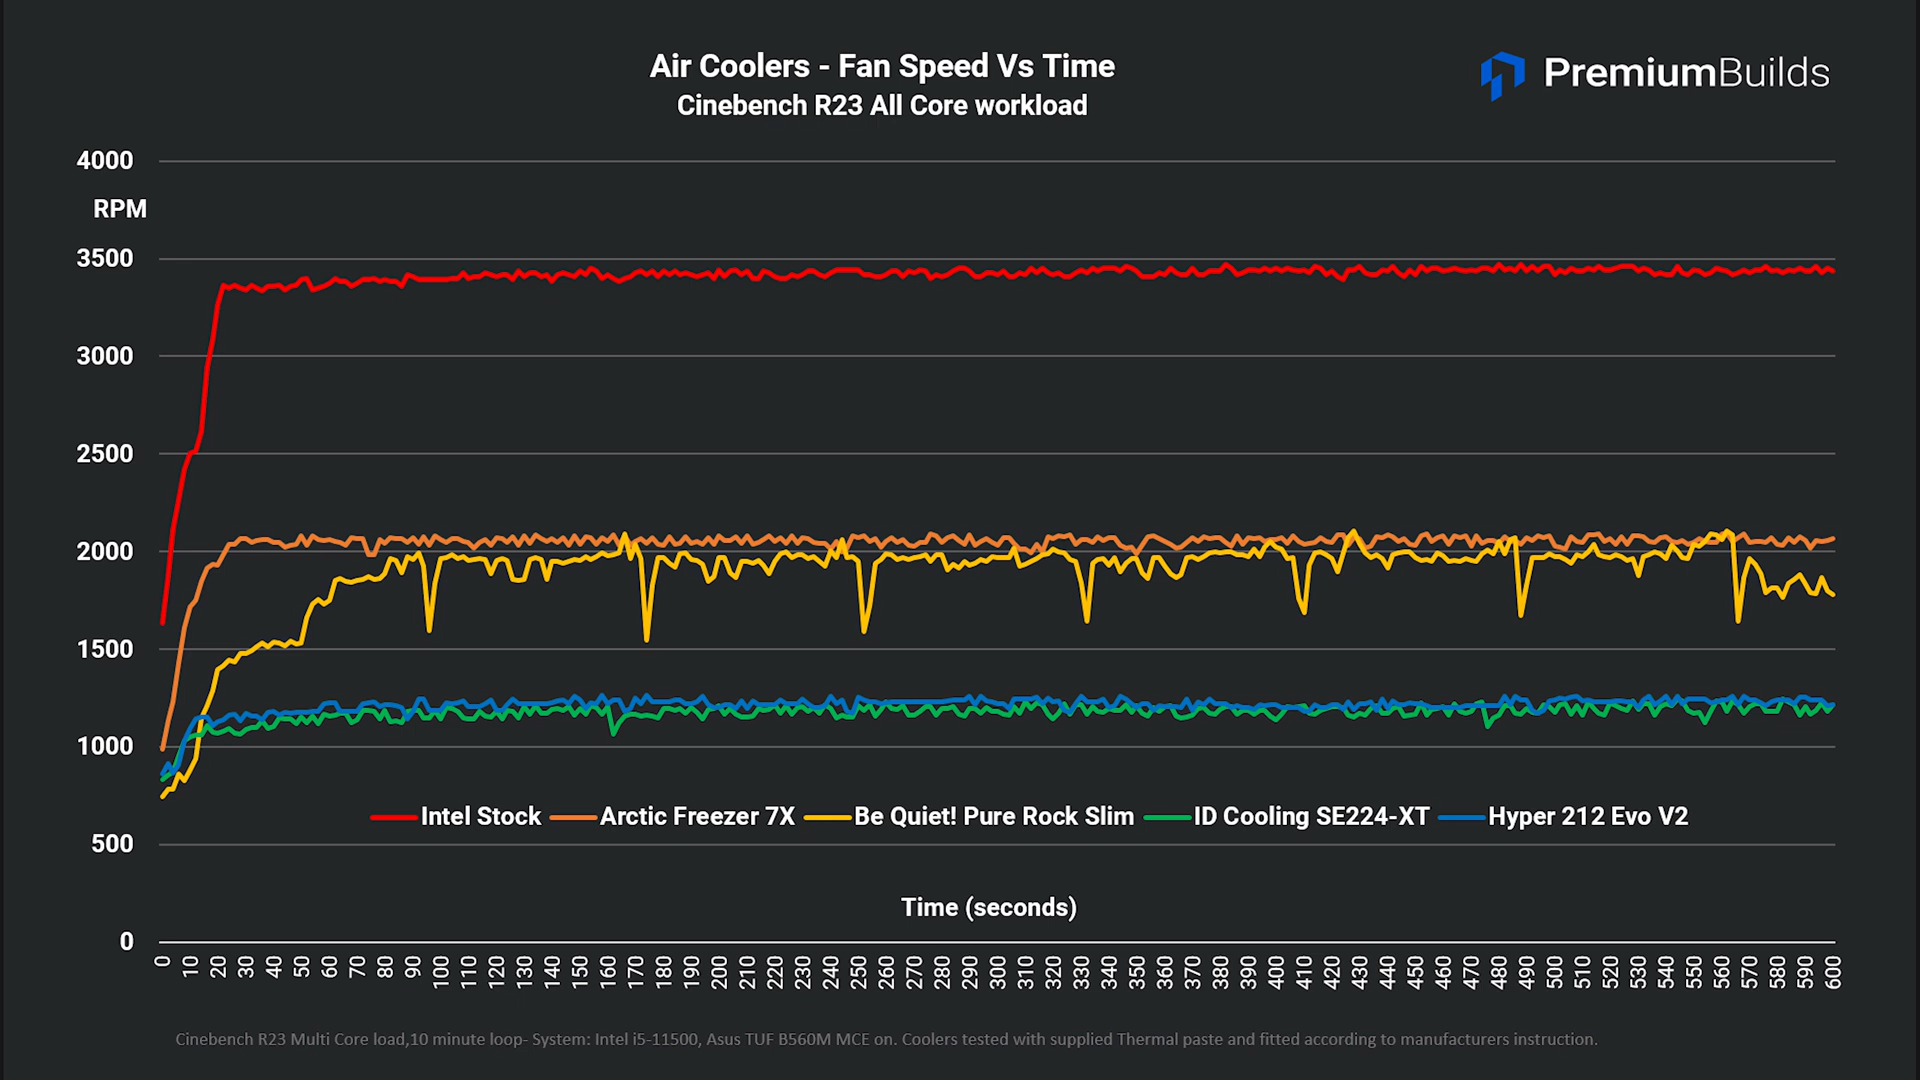 Air Coolers - Fan Speed Vs Time
Cinebench R23 All Core workload
PremiumBuilds
4000
RPM
3500
3000
2500
2000
1500
1000
Intel Stock Arctic Freezer 7X Be Quiet! Pure Rock Slim ID Cooling SE224-XT Hyper 212 Evo V2
500
Time (seconds)
0
0 10 20 30 40 50 60 70 80 90 100 110 120 130 140 150 160 170 180 190 200 210 220 230 240 250 260 270 280 290 300 310 320 330 340 350 360 370 380 390 400 410 420 430 440 450 460 470 480 490 500 510 520 530 540 550 560 570 580 590 600
Cinebench R23 Multi Core load,10 minute loop- System: Intel i5-11500, Asus TUF B560M MCE on. Coolers tested with supplied Thermal paste and fitted according to manufacturers instruction.